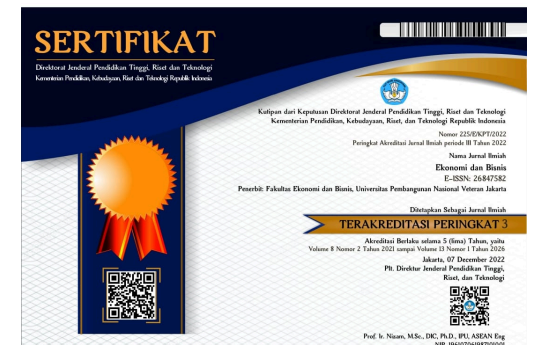 SERTIFIKAT
Direktorat Jenderal Pendidikan Tinggi, Riset dan Teknologi
Kementerian Pendidikan, Kebudayaan, Riset dan Teknologi Republik Indonesia
Kutipan dari Keputusan Direktorat Jenderal Pendidikan Tinggi, Riset dan Teknologi
Kementerian Pendidikan, Kebudayaan, Riset, dan Teknologi Republik Indonesia
Nomor 225/E/KPT/2022
Peringkat Akreditasi Jurnal Ilmiah periode III Tahun 2022
Nama Jurnal Ilmiah
Ekonomi dan Bisnis
E-ISSN: 26847582
Penerbit: Fakultas Ekonomi dan Bisnis, Universitas Pembangunan Nasional Veteran Jakarta
Ditetapkan Sebagai Jurnal Ilmiah
TERAKREDITASI PERINGKAT 3
Akreditasi Berlaku selama 5 (lima) Tahun, yaitu
Volume 8 Nomor 2 Tahun 2021 sampai Volume 13 Nomor 1 Tahun 2026
Jakarta, 07 December 2022
Plt. Direktur Jenderal Pendidikan Tinggi,
Riset, dan Teknologi
Prof. Ir. Nizam, M.Sc., DIC, Ph.D., IPU, ASEAN Eng